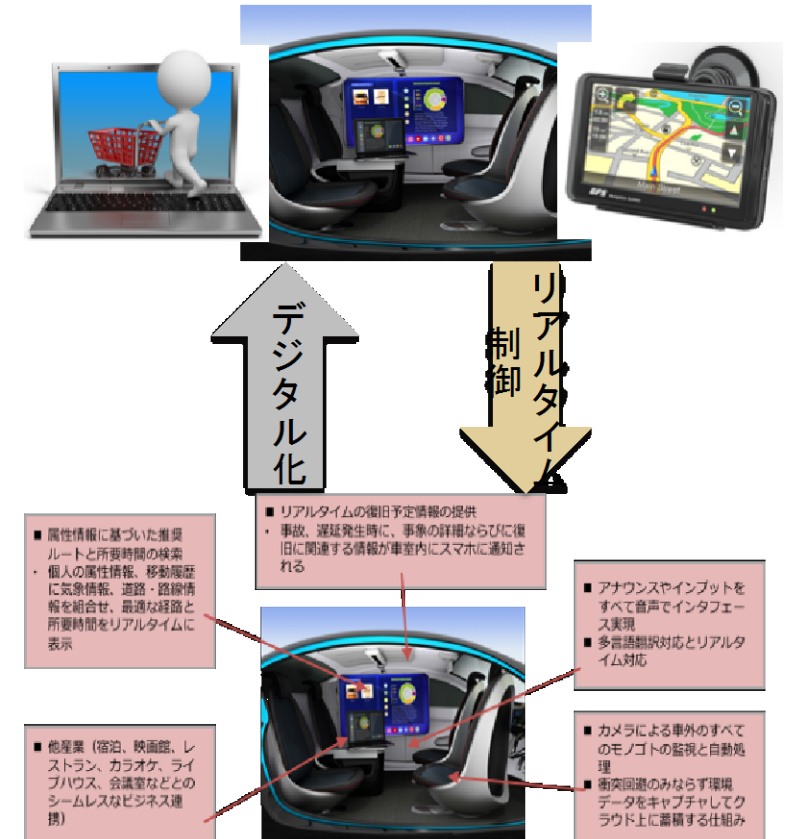 Main Street
GPS
デジタル化
リアルタイム
制御
■ リアルタイムの復旧予定情報の提供
・ 事故、遅延発生時に、事象の詳細ならびに復
旧に関連する情報が車室内にスマホに通知さ
れる
■ 属性情報に基づいた推奨
ルートと所要時間の検索
・ 個人の属性情報、移動履歴
に気象情報、道路・路線情
報を組合せ、最適な経路と
所要時間をリアルタイムに
表示
■ アナウンスやインプットを
すべて音声でインタフェー
ス実現
■ 多言語翻訳対応とリアルタ
イム対応
■ 他産業（宿泊、映画館、レ
ストラン、カラオケ、ライ
ブハウス、会議室などとの
シームレスなビジネス連
携）
■ カメラによる車外のすべて
のモノゴトの監視と自動処
理
■ 衝突回避のみならず環境
データをキャプチャしてク
ラウド上に蓄積する仕組み